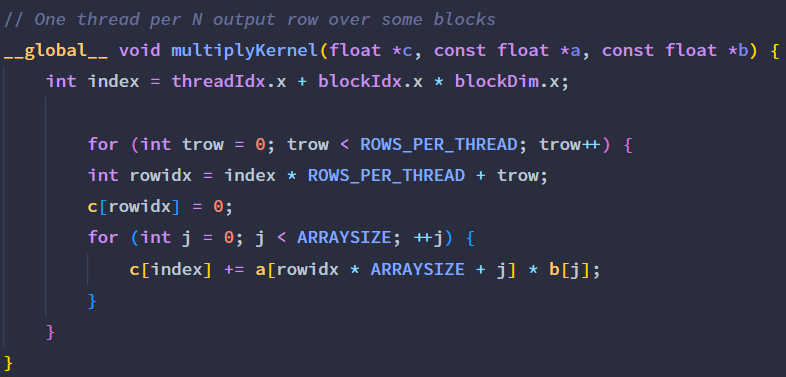 // One thread per N output row over some blocks
__global__ void multiplyKernel(float *c, const float *a, const float *b) {
    int index = threadIdx.x + blockIdx.x * blockDim.x;

        for (int trow = 0; trow < ROWS_PER_THREAD; trow++) {
        int rowidx = index * ROWS_PER_THREAD + trow;
        c[rowidx] = 0;
        for (int j = 0; j < ARRAYSIZE; ++j) {
            c[index] += a[rowidx * ARRAYSIZE + j] * b[j];
        }
    }
}